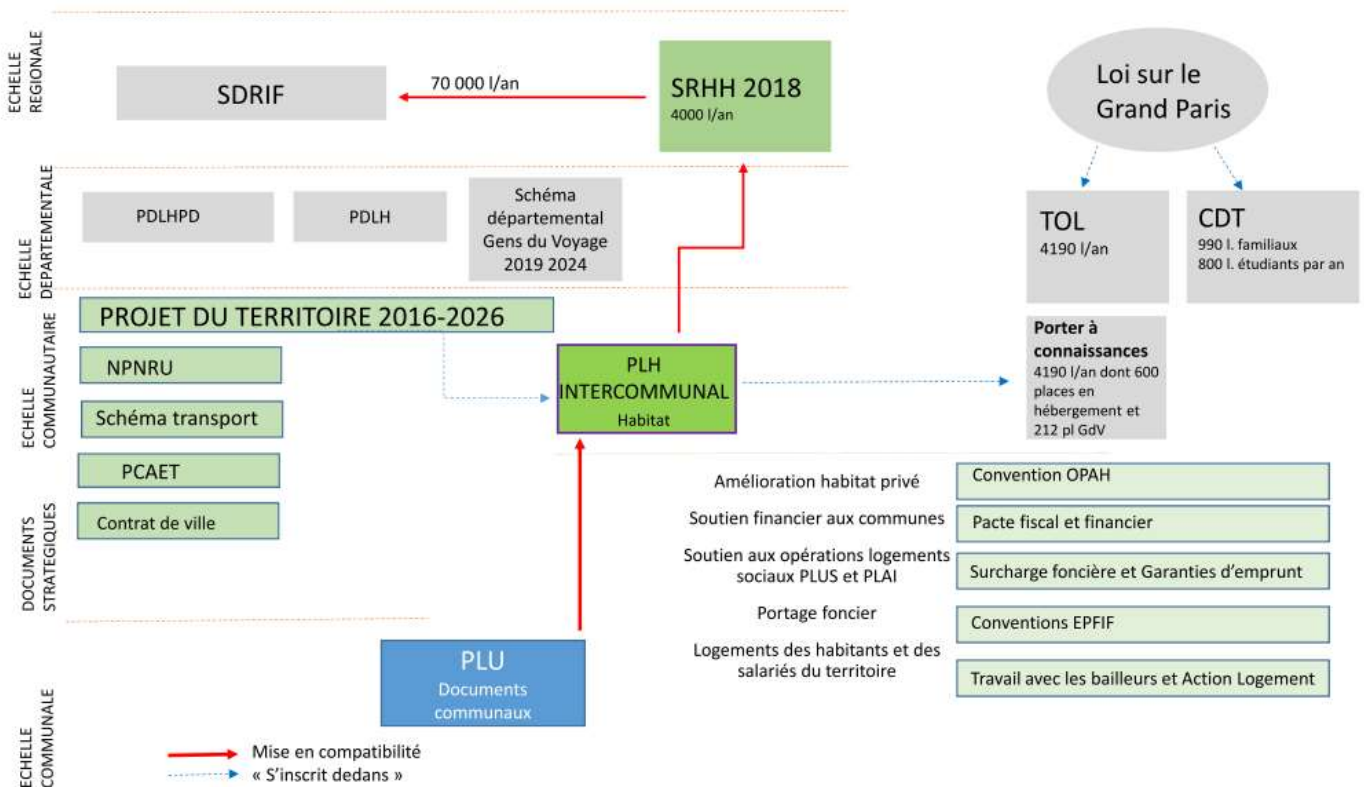 ECHELLE
REGIONALE
SDRIF
70 000 l/an
SRHH 2018
4000 l/an
Loi sur le
Grand Paris
ECHELLE
DEPARTEMENTALE
PDLHPD
PDLH
Schéma
départemental
Gens du Voyage
2019 2024
TOL
4190 l/an
CDT
990 l. familiaux
800 l. étudiants par an
ECHELLE
COMMUNAUTAIRE
PROJET DU TERRITOIRE 2016-2026
NPNRU
Schéma transport
PCAET
PLH
INTERCOMMUNAL
Habitat
Porter à
connaissances
4190 l/an dont 600
places en
hébergement et
212 pl GdV
DOCUMENTS
STRATEGIQUES
Contrat de ville
Amélioration habitat privé
Convention OPAH
Soutien financier aux communes
Pacte fiscal et financier
Soutien aux opérations logements
sociaux PLUS et PLAI
Surcharge foncière et Garanties d'emprunt
Portage foncier
Conventions EPFIF
Logements des habitants et des
salariés du territoire
Travail avec les bailleurs et Action Logement
ECHELLE
COMMUNALE
PLU
Documents
communaux
Mise en compatibilité
« S'inscrit dedans »